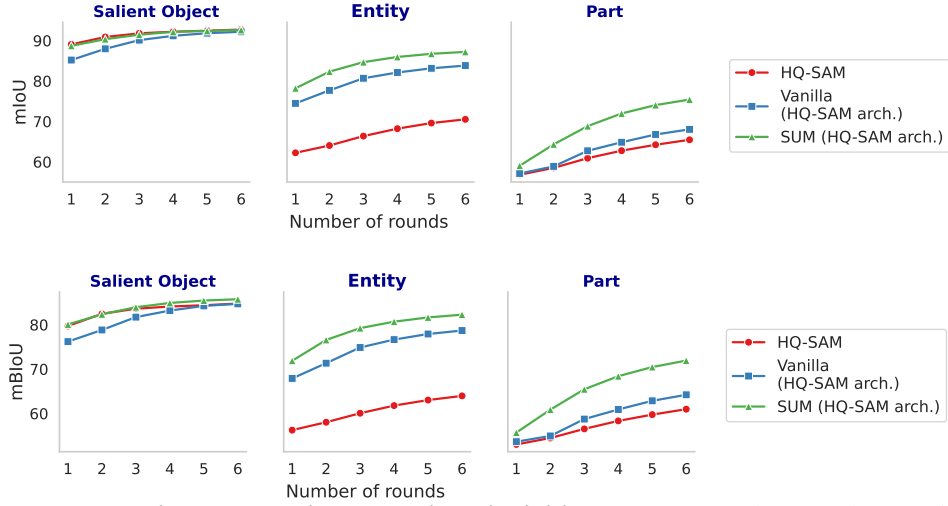 Salient Object
Entity
Part
90
80
70
60
mIoU
1 2 3 4 5 6
1 2 3 4 5 6
1 2 3 4 5 6
Number of rounds
HQ-SAM
Vanilla
(HQ-SAM arch.)
SUM (HQ-SAM arch.)
Salient Object
Entity
Part
80
70
60
mBIoU
1 2 3 4 5 6
1 2 3 4 5 6
1 2 3 4 5 6
Number of rounds
HQ-SAM
Vanilla
(HQ-SAM arch.)
SUM (HQ-SAM arch.)